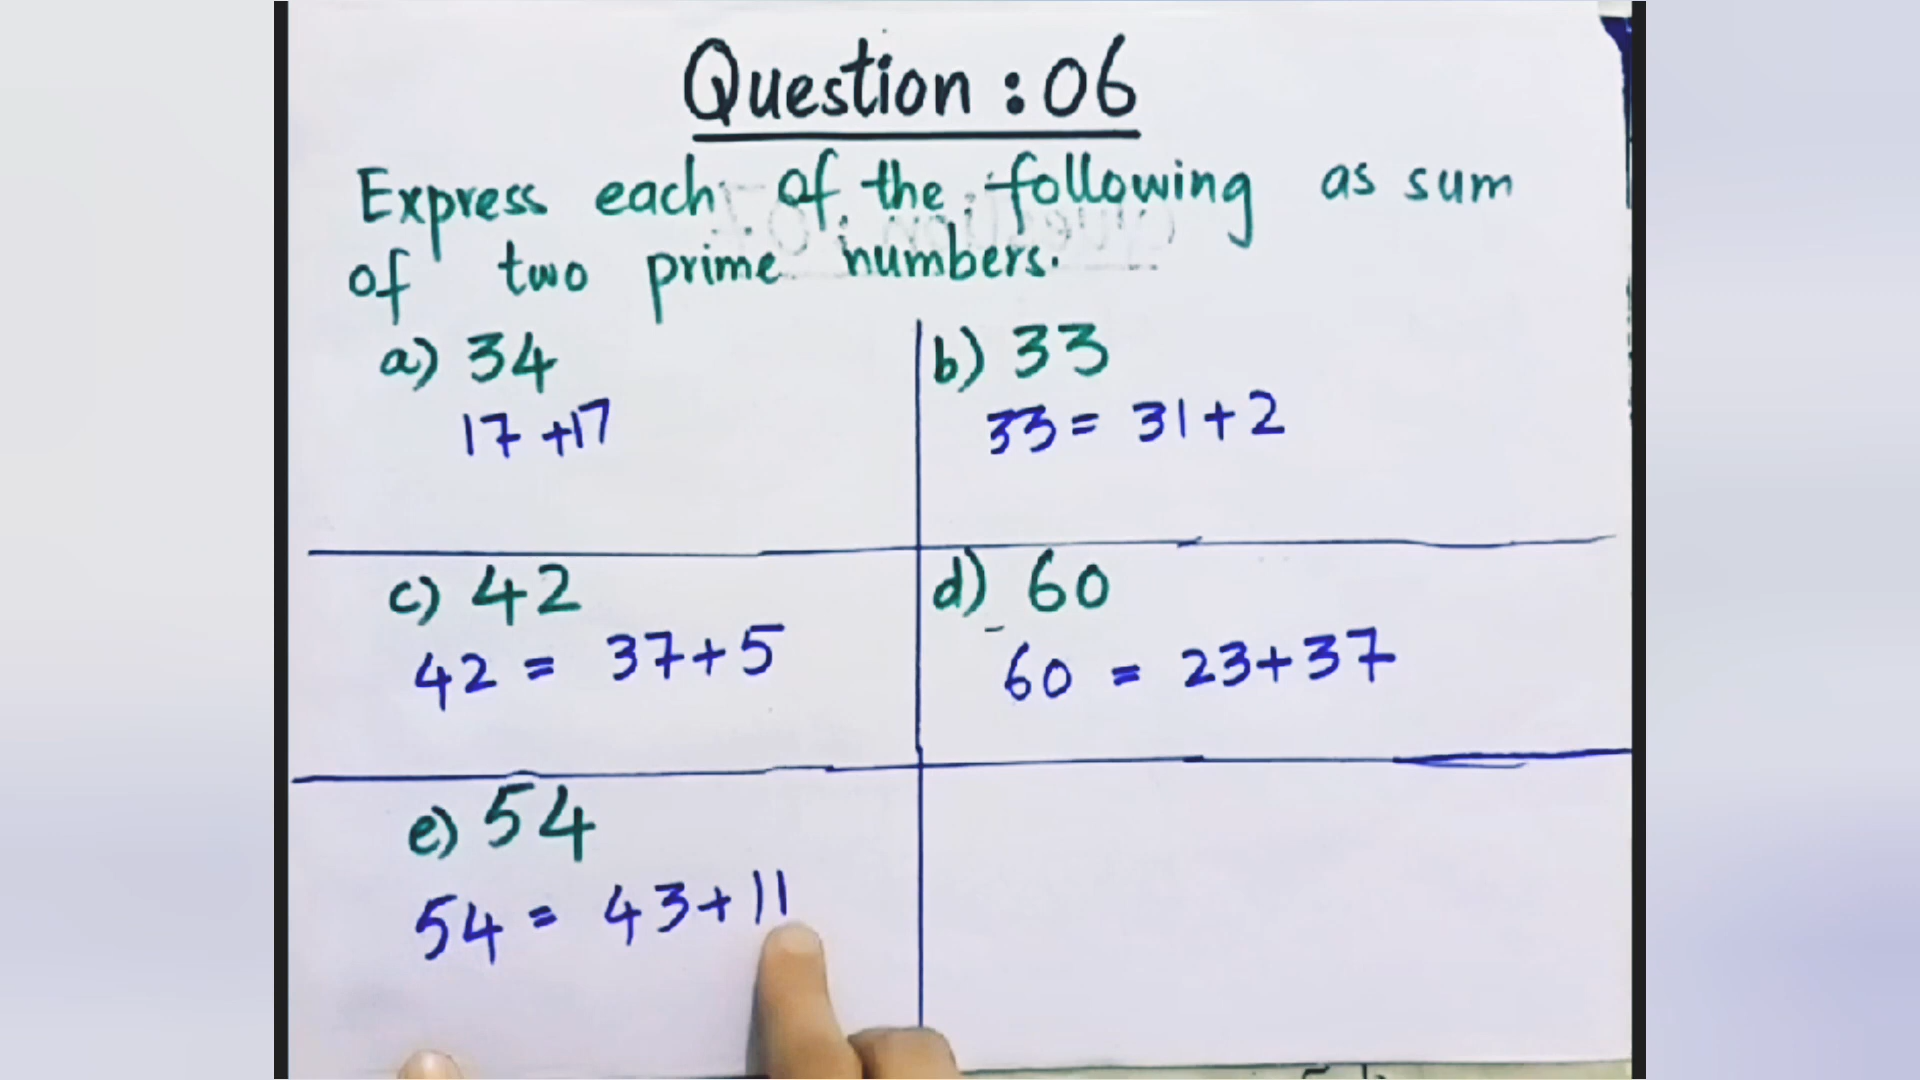 Question : 06
Express each of the following as sum
of two prime numbers.
a) 34
17 + 17
b) 33
33 = 31 + 2
c) 42
42 = 37 + 5
d) 60
60 = 23 + 37
e) 54
54 = 43 + 11